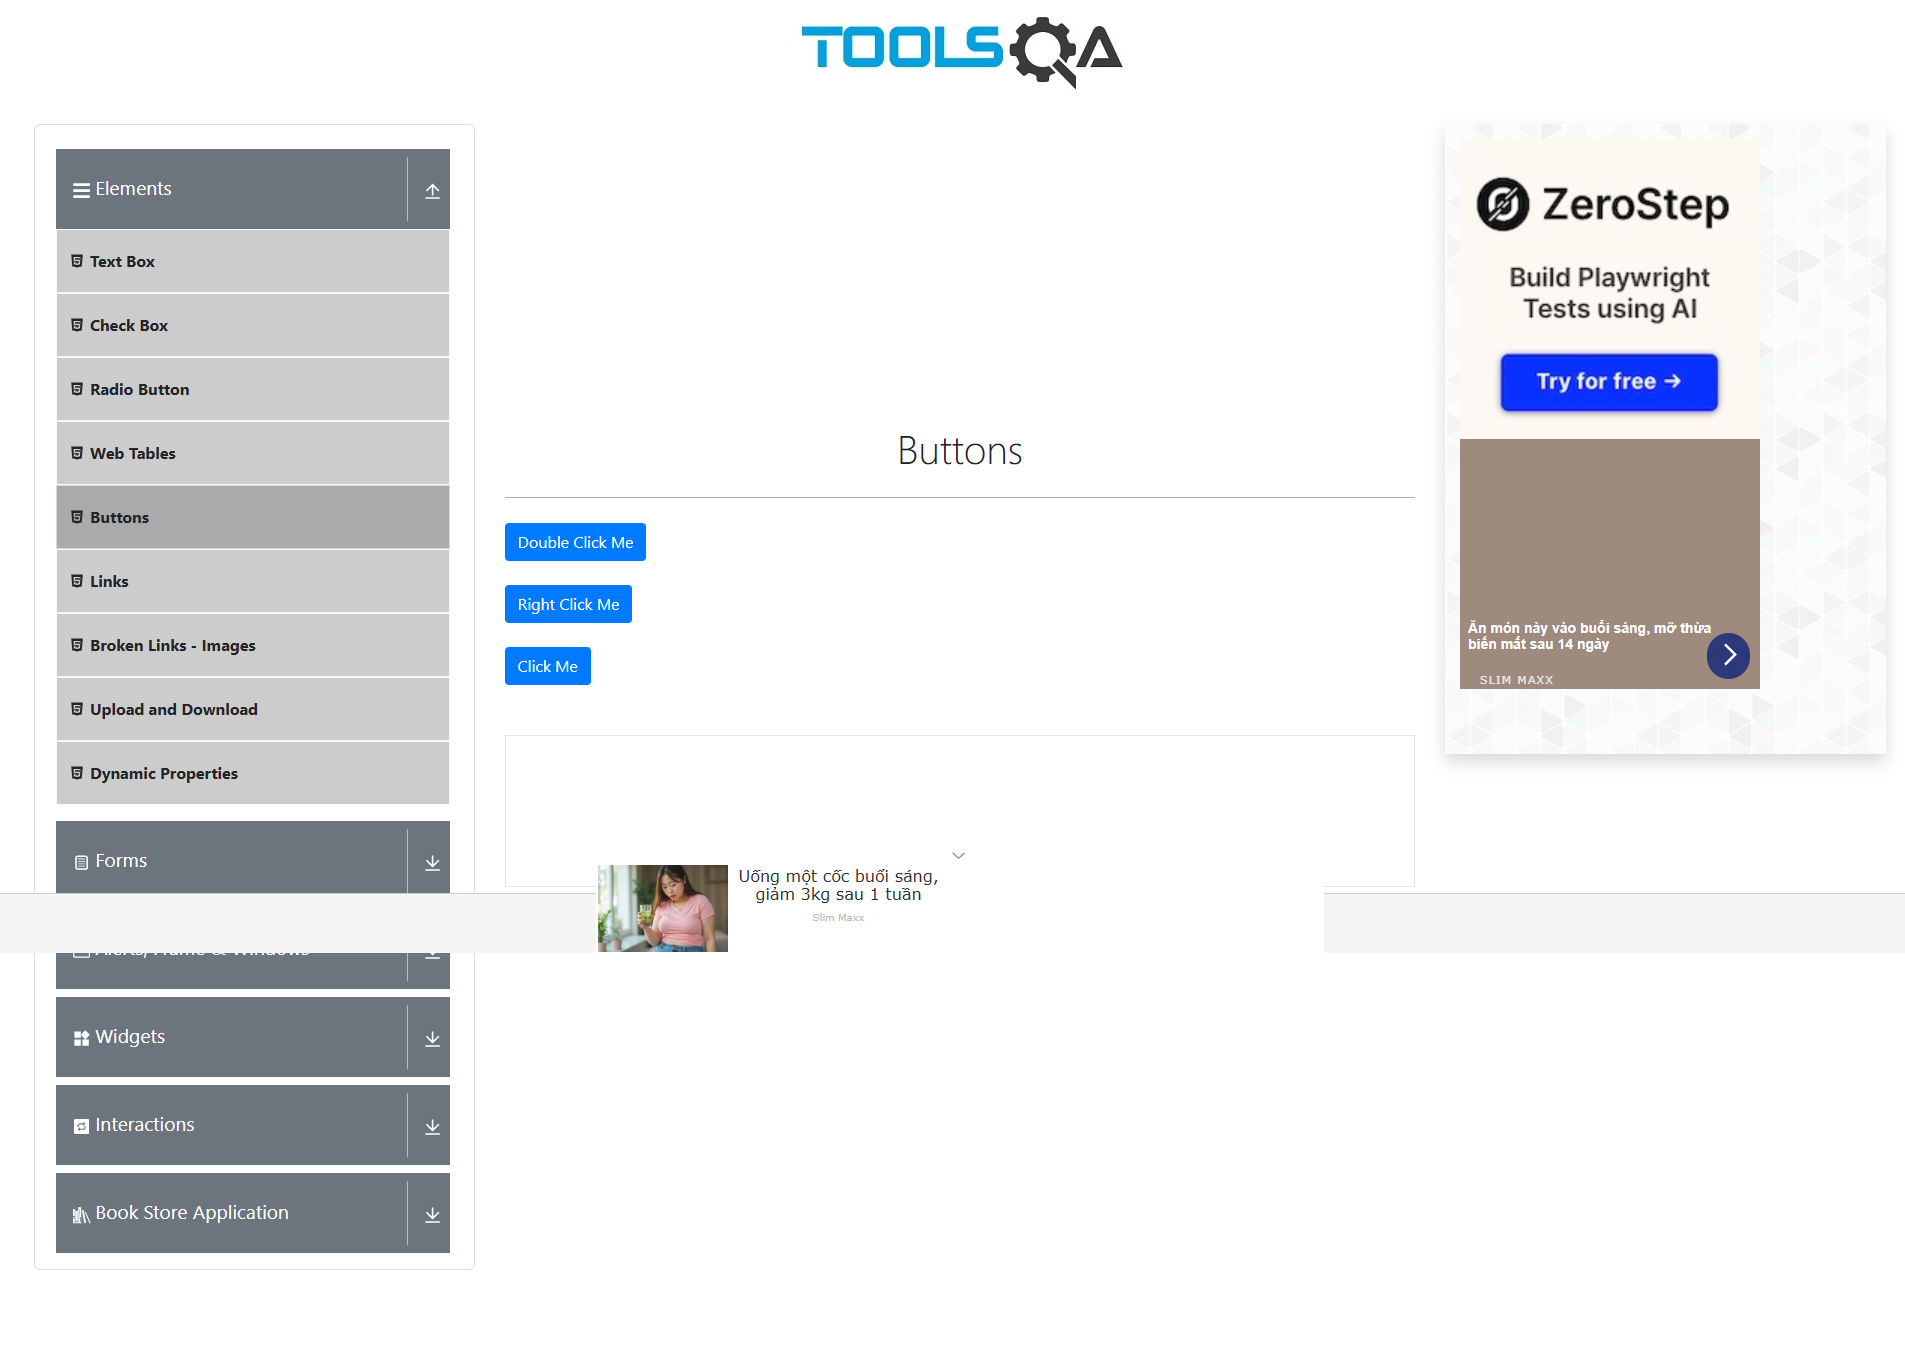 TOOLSQA
Elements
Text Box
Check Box
Radio Button
Web Tables
Buttons
Links
Broken Links - Images
Upload and Download
Dynamic Properties
Forms
Alerts, Frame & Windows
Widgets
Interactions
Book Store Application
Buttons
Double Click Me
Right Click Me
Click Me
Uống một cốc buổi sáng,
giảm 3kg sau 1 tuần
Slim Maxx
ZeroStep
Build Playwright
Tests using AI
Try for free →
Ăn món này vào buổi sáng, mỡ thừa
biến mất sau 14 ngày
SLIM MAXX